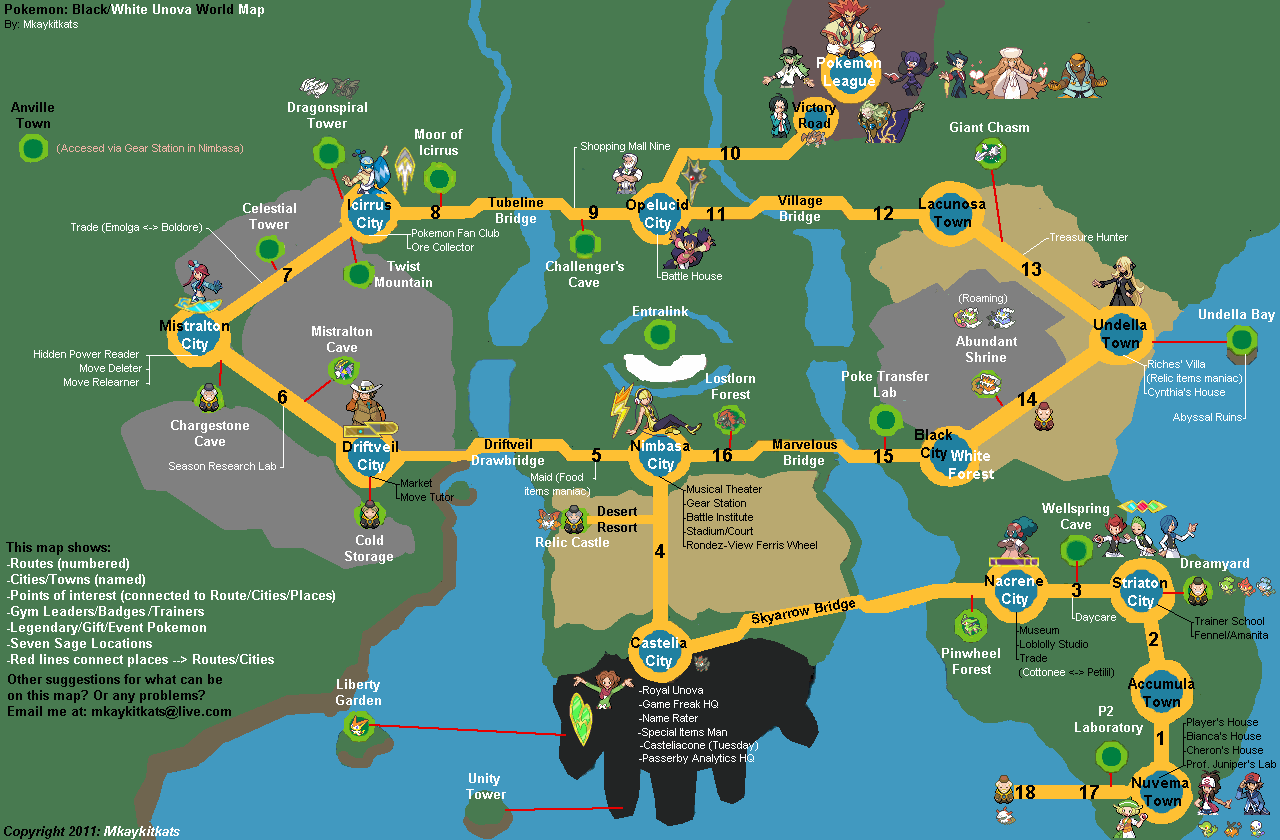 Pokemon: Black/White Unova World Map
By: Mkaykitkats
Pokemon
League
Victory
Road
10
Anville
Town
(Accesed via Gear Station in Nimbasa)
Dragonspiral
Tower
Moor of
Icirrus
Shopping Mall Nine
Giant Chasm
Icirrus
City
8
Tubeline
Bridge
9
Opelucid
City
11
Village
Bridge
12
Lacunosa
Town
Celestial
Tower
Trade (Emolga <-> Boldore)
Pokemon Fan Club
Ore Collector
Challenger's
Cave
Battle House
Treasure Hunter
7
Twist
Mountain
13
Mistralton
City
Mistralton
Cave
Entralink
(Roaming)
Abundant
Shrine
Undella
Town
Undella Bay
Hidden Power Reader
Move Deleter
Move Relearner
Riches' Villa
(Relic items maniac)
Cynthia's House
Abyssal Ruins
6
Lostlorn
Forest
Poke Transfer
Lab
14
Chargestone
Cave
Season Research Lab
Driftveil
City
Driftveil
Drawbridge
5
Nimbasa
City
16
Marvelous
Bridge
15
Black
City
White
Forest
Market
Move Tutor
Maid (Food
items maniac)
Musical Theater
Gear Station
Battle Institute
Stadium/Court
Rondez-View Ferris Wheel
Desert
Resort
Relic Castle
4
Cold
Storage
Wellspring
Cave
Dreamyard
Nacrene
City
3
Striaton
City
Daycare
Trainer School
Fennel/Amanita
Skyarrow Bridge
Pinwheel
Forest
-Museum
-Loblolly Studio
-Trade
(Cottonee <-> Petilil)
2
Castelia
City
Accumula
Town
This map shows:
-Routes (numbered)
-Cities/Towns (named)
-Points of interest (connected to Route/Cities/Places)
-Gym Leaders/Badges /Trainers
-Legendary/Gift/Event Pokemon
-Seven Sage Locations
-Red lines connect places --> Routes/Cities
Other suggestions for what can be
on this map? Or any problems?
Email me at: mkaykitkats@live.com
Liberty
Garden
-Royal Unova
-Game Freak HQ
-Name Rater
-Special Items Man
-Casteliacone (Tuesday)
-Passerby Analytics HQ
P2
Laboratory
1
Player's House
Bianca's House
Cheron's House
Prof. Juniper's Lab
Unity
Tower
18
17
Nuvema
Town
Copyright 2011: Mkaykitkats